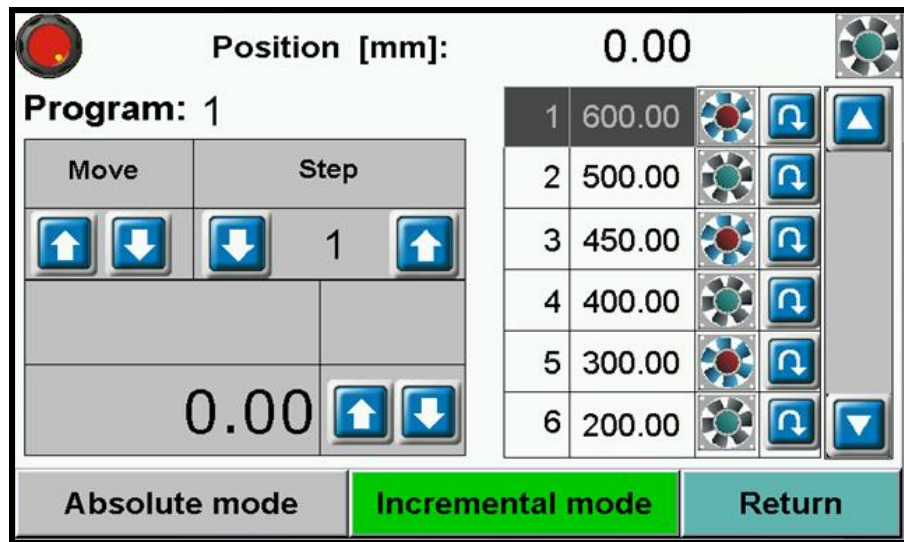 Position [mm]: 0.00
Program: 1
Move Step
1
0.00
1 600.00
2 500.00
3 450.00
4 400.00
5 300.00
6 200.00
Absolute mode Incremental mode Return